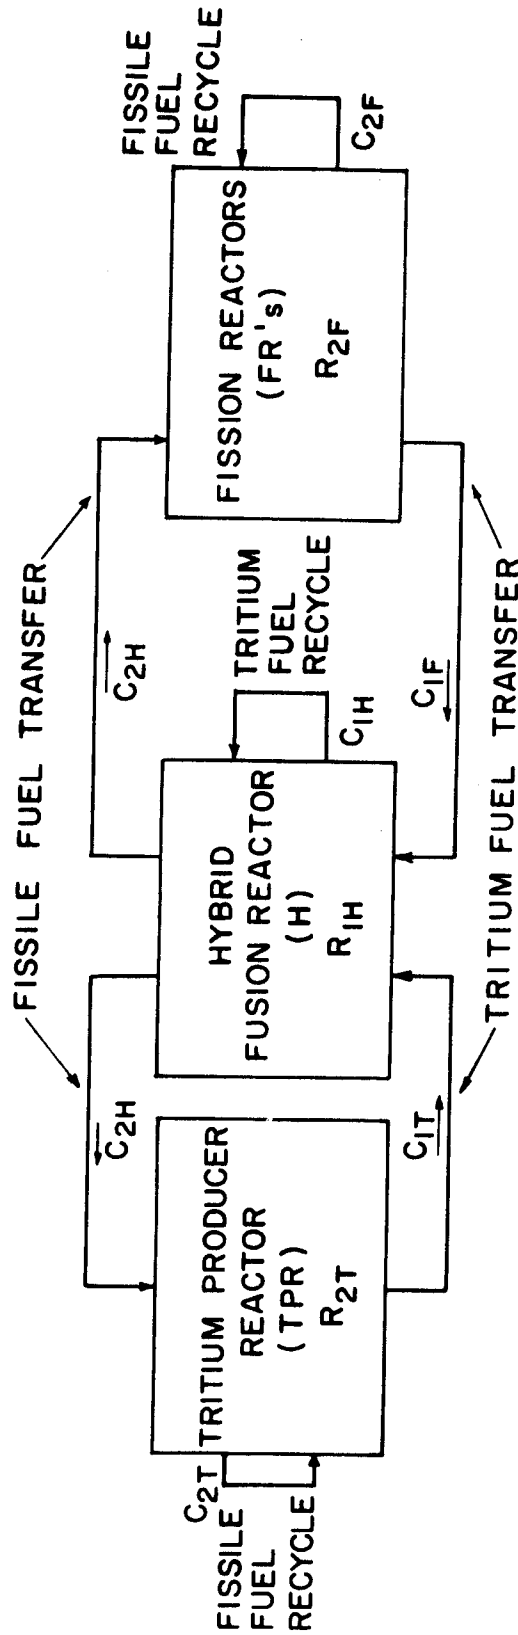 FISSILE FUEL TRANSFER
C2H
C2H
C2T
FISSILE
FUEL
RECYCLE
TRITIUM PRODUCER
REACTOR
(TPR)
R2T
HYBRID
FUSION REACTOR
(H)
R1H
TRITIUM
FUEL
RECYCLE
C1H
FISSION REACTORS
(FR's)
R2F
FISSILE
FUEL
RECYCLE
C2F
C1T
C1F
TRITIUM FUEL TRANSFER